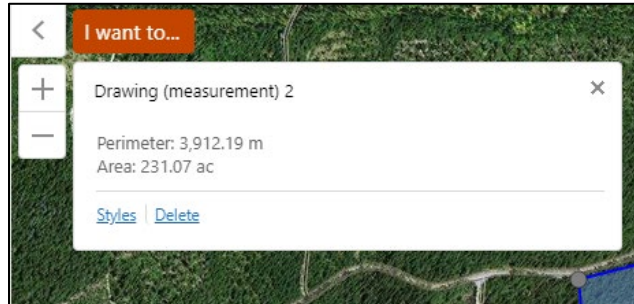 I want to...
Drawing (measurement) 2
Perimeter: 3,912.19 m
Area: 231.07 ac
Styles Delete